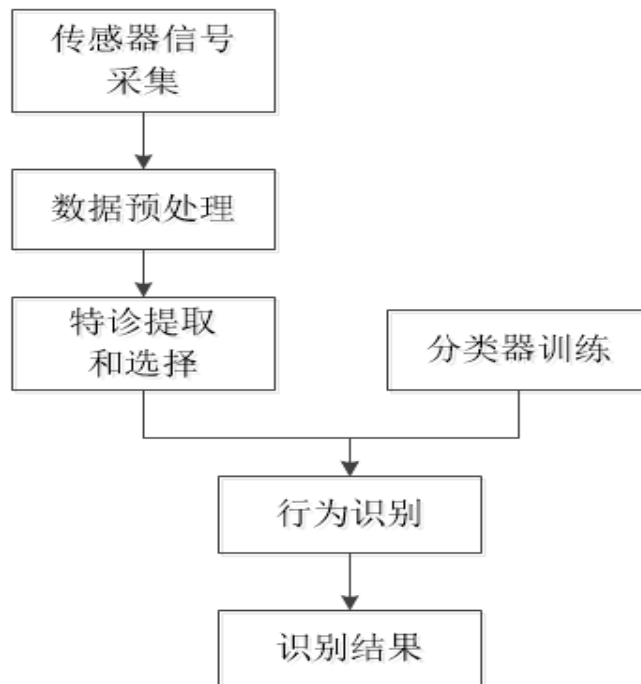 传感器信号
采集
数据预处理
特诊提取
和选择
分类器训练
行为识别
识别结果